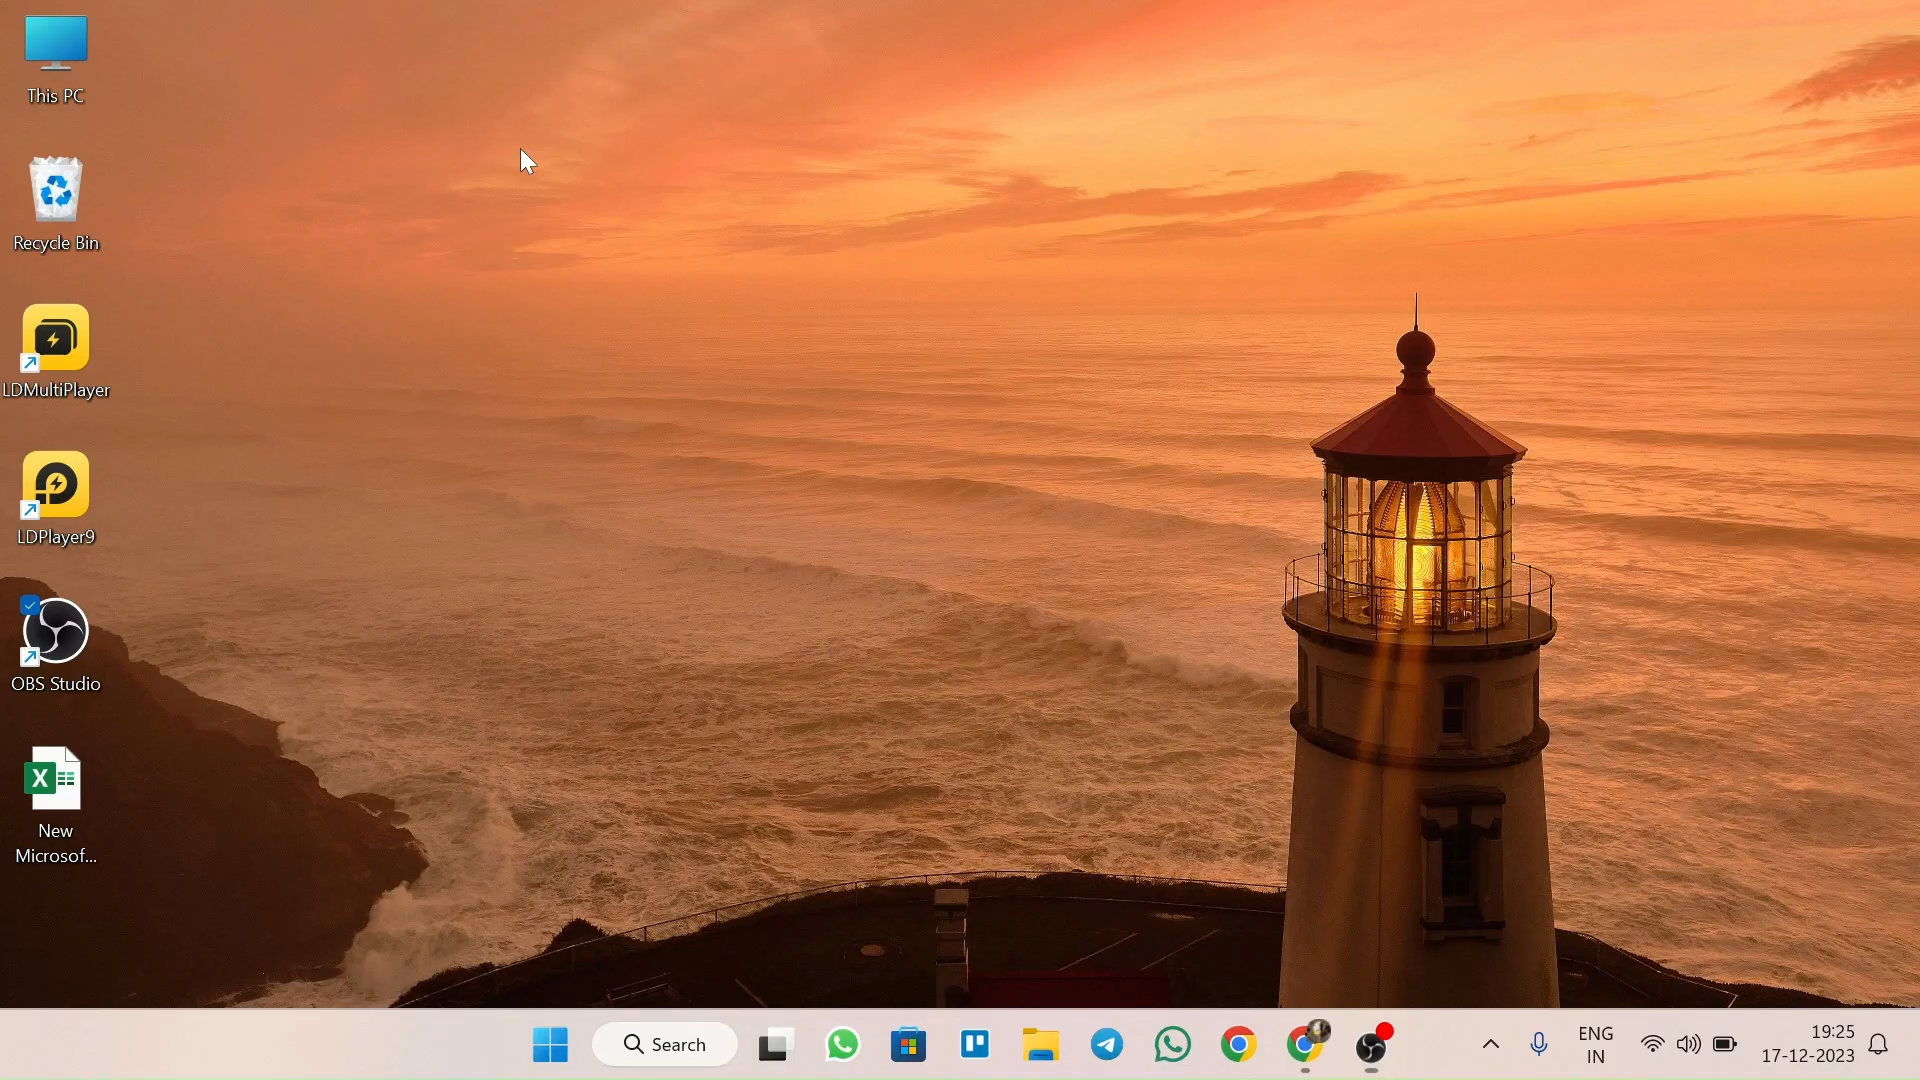 This PC
Recycle Bin
LDMultiPlayer
LDPlayer9
OBS Studio
New
Microsof...
Search
ENG
IN
19:25
17-12-2023